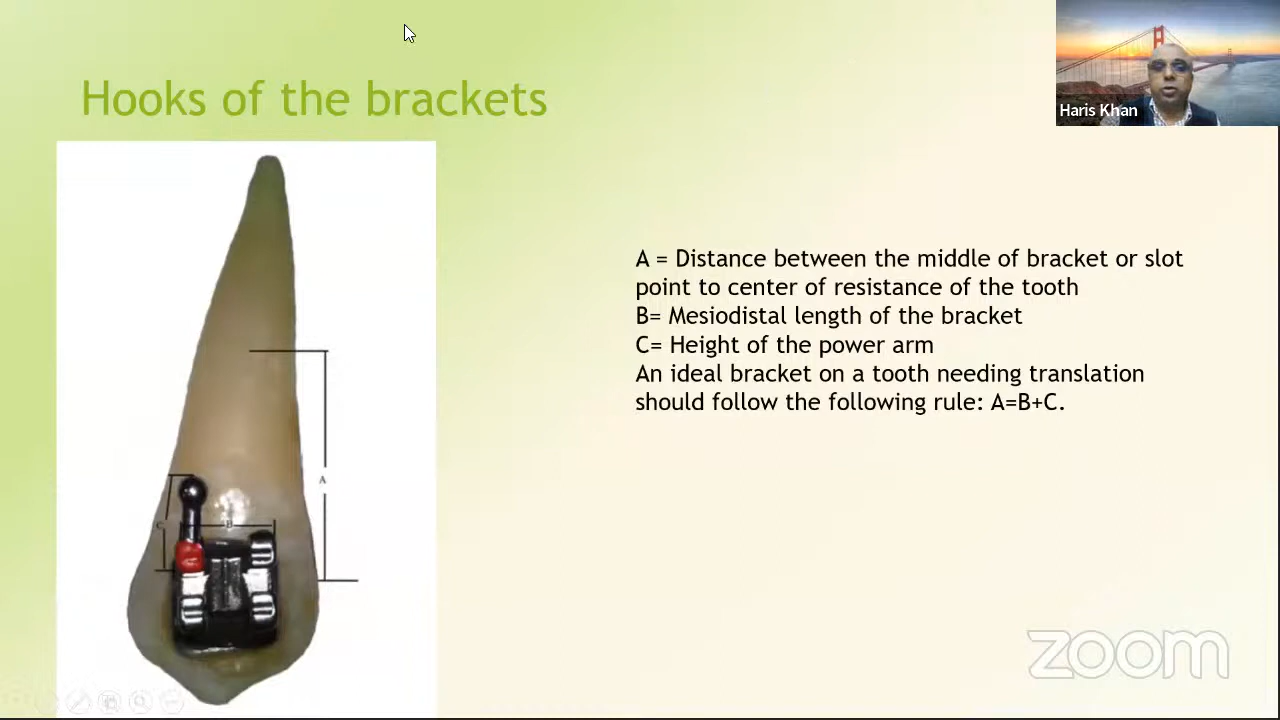 Hooks of the brackets
Haris Khan
A = Distance between the middle of bracket or slot
point to center of resistance of the tooth
B= Mesiodistal length of the bracket
C= Height of the power arm
An ideal bracket on a tooth needing translation
should follow the following rule: A=B+C.
A
C
B
zoom